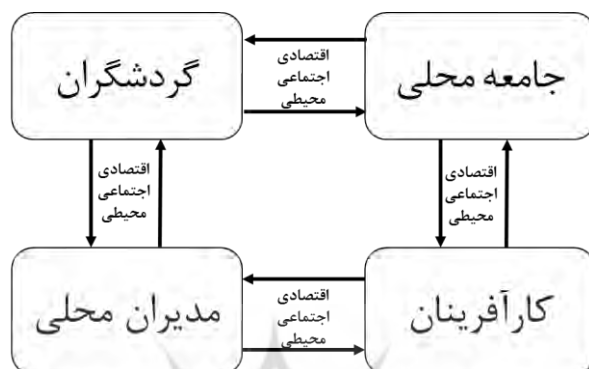 جامعه محلی
اقتصادی
اجتماعی
محیطی
گردشگران
اقتصادی
اجتماعی
محیطی
اقتصادی
اجتماعی
محیطی
کارآفرینان
اقتصادی
اجتماعی
محیطی
مدیران محلی